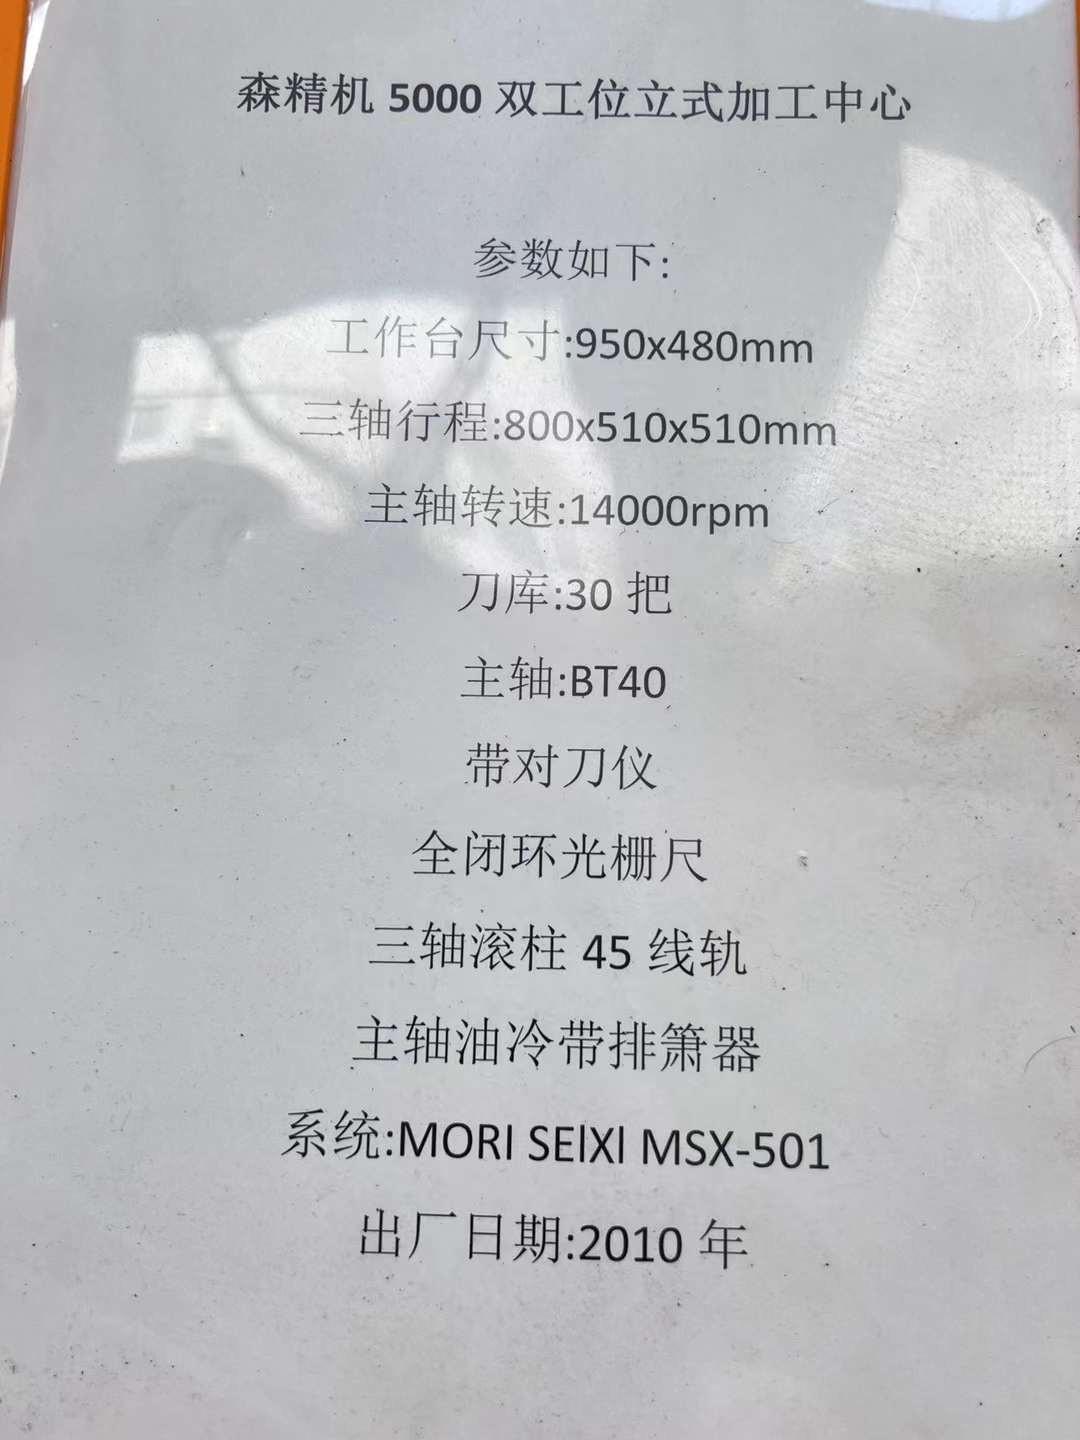 森精机 5000 双工位立式加工中心
参数如下:
工作台尺寸:950x480mm
三轴行程:800x510x510mm
主轴转速:14000rpm
刀库:30 把
主轴:BT40
带对刀仪
全闭环光栅尺
三轴滚柱 45 线轨
主轴油冷带排箫器
系统:MORI SEIXI MSX-501
出厂日期:2010 年